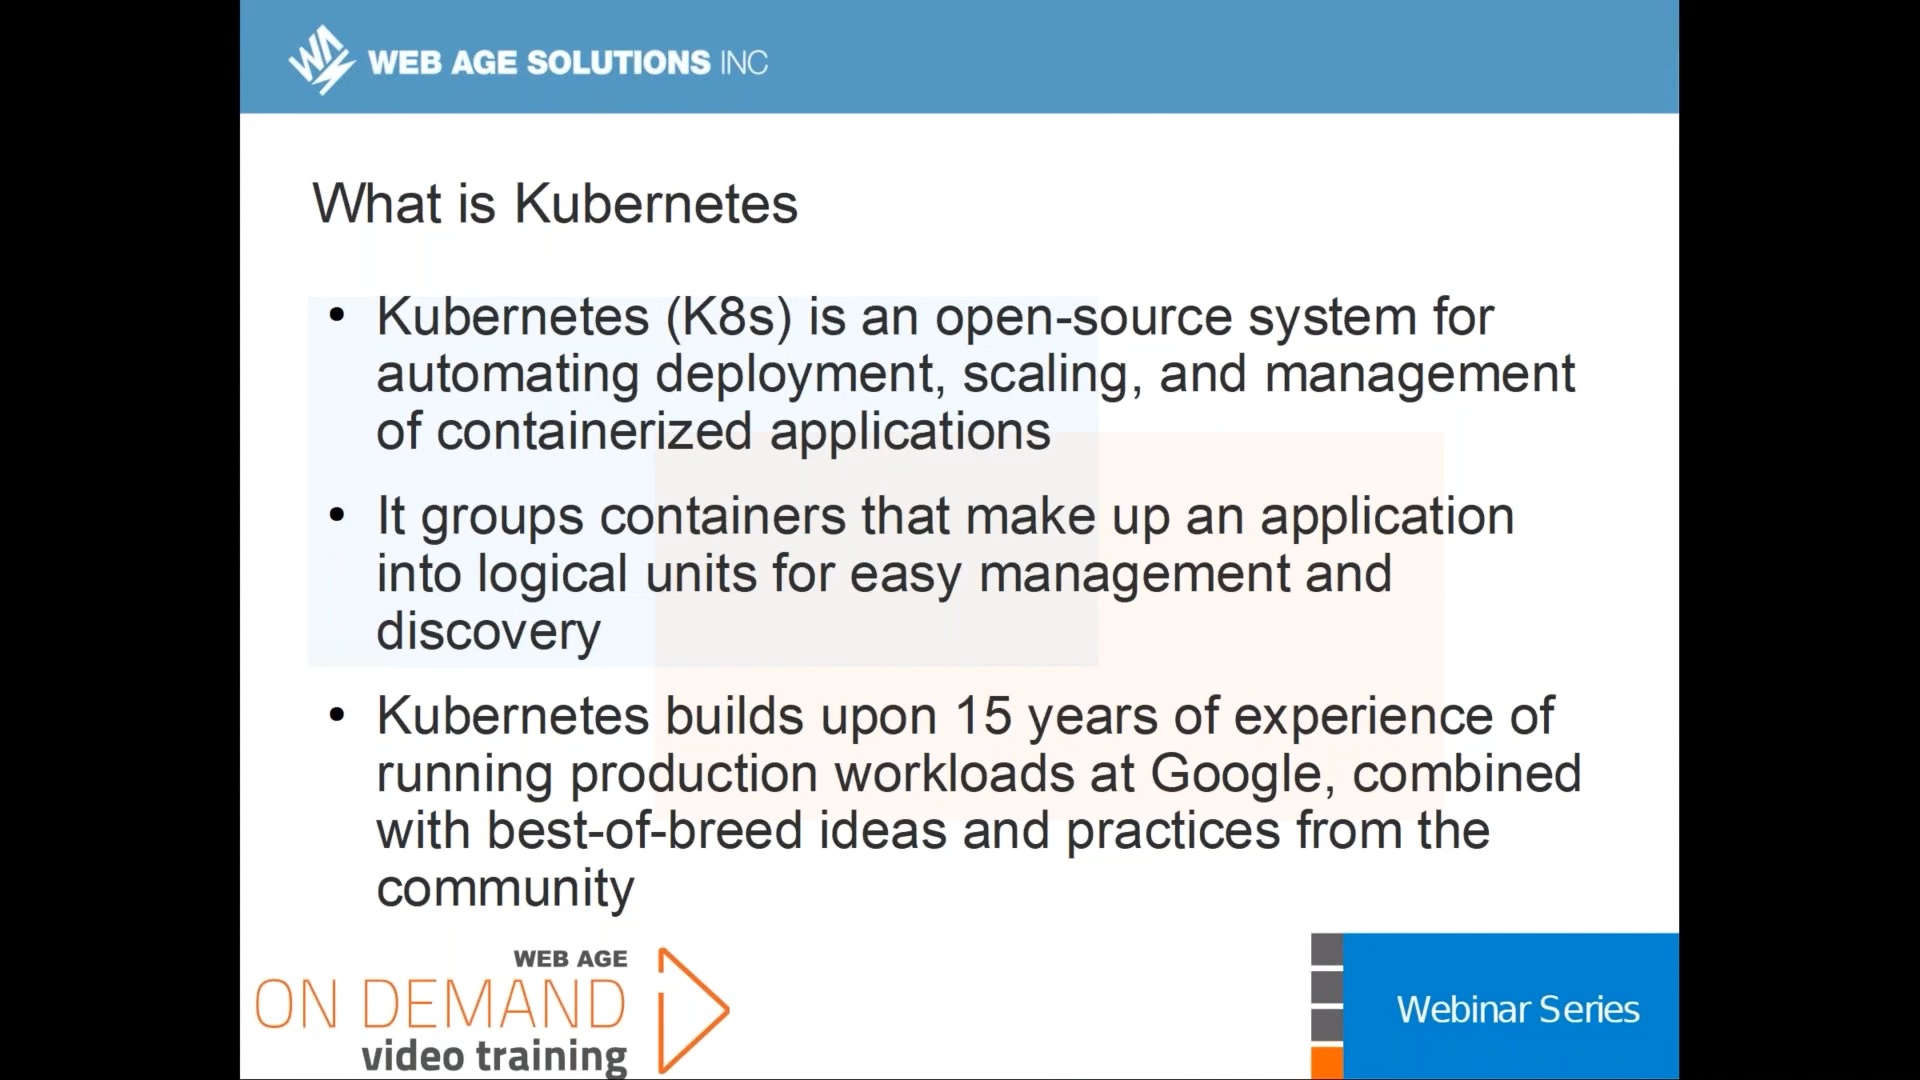 WEB AGE SOLUTIONS INC
What is Kubernetes
• Kubernetes (K8s) is an open-source system for
automating deployment, scaling, and management
of containerized applications
• It groups containers that make up an application
into logical units for easy management and
discovery
• Kubernetes builds upon 15 years of experience of
running production workloads at Google, combined
with best-of-breed ideas and practices from the
community
WEB AGE
ON DEMAND
video training
Webinar Series